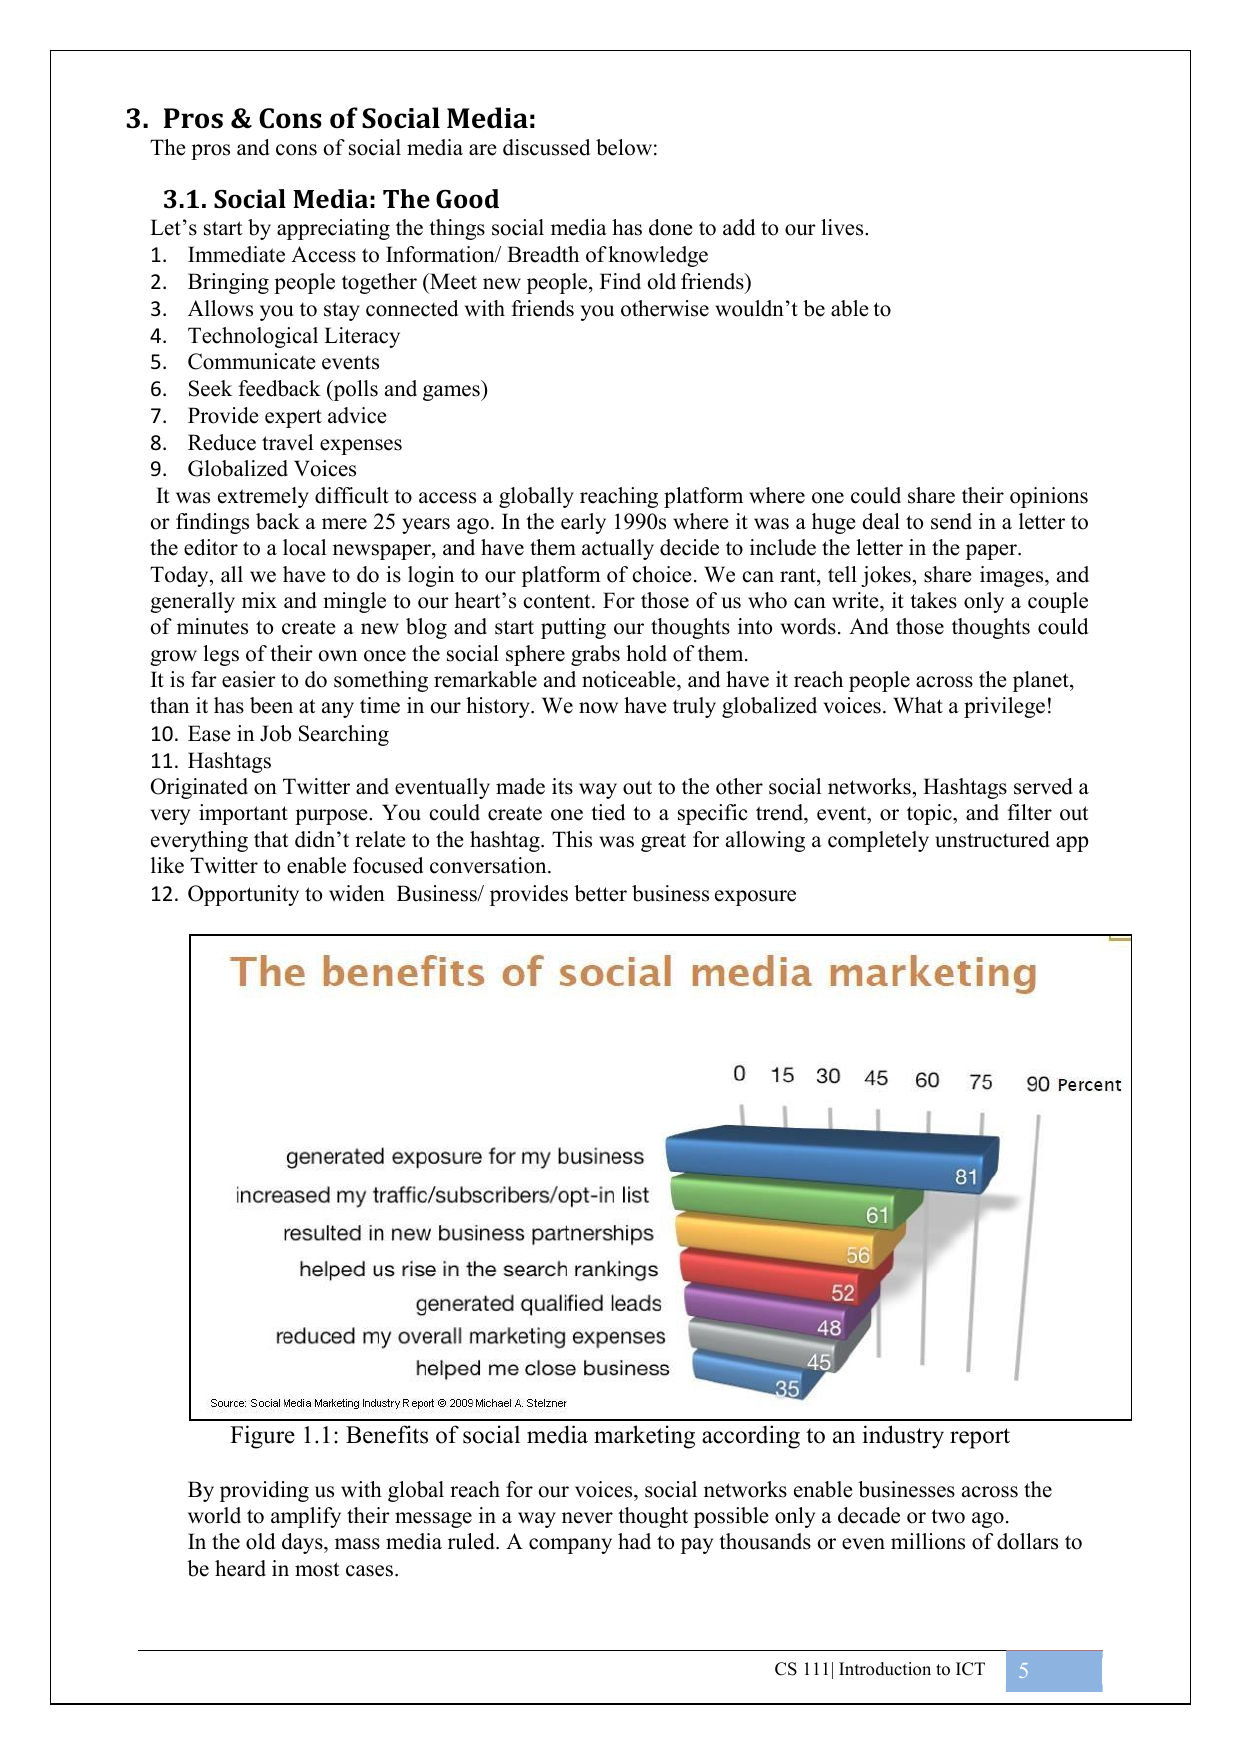 3. Pros & Cons of Social Media:
The pros and cons of social media are discussed below:
3.1. Social Media: The Good
Let’s start by appreciating the things social media has done to add to our lives.
1. Immediate Access to Information/ Breadth of knowledge
2. Bringing people together (Meet new people, Find old friends)
3. Allows you to stay connected with friends you otherwise wouldn’t be able to
4. Technological Literacy
5. Communicate events
6. Seek feedback (polls and games)
7. Provide expert advice
8. Reduce travel expenses
9. Globalized Voices
It was extremely difficult to access a globally reaching platform where one could share their opinions
or findings back a mere 25 years ago. In the early 1990s where it was a huge deal to send in a letter to
the editor to a local newspaper, and have them actually decide to include the letter in the paper.
Today, all we have to do is login to our platform of choice. We can rant, tell jokes, share images, and
generally mix and mingle to our heart’s content. For those of us who can write, it takes only a couple
of minutes to create a new blog and start putting our thoughts into words. And those thoughts could
grow legs of their own once the social sphere grabs hold of them.
It is far easier to do something remarkable and noticeable, and have it reach people across the planet,
than it has been at any time in our history. We now have truly globalized voices. What a privilege!
10. Ease in Job Searching
11. Hashtags
Originated on Twitter and eventually made its way out to the other social networks, Hashtags served a
very important purpose. You could create one tied to a specific trend, event, or topic, and filter out
everything that didn’t relate to the hashtag. This was great for allowing a completely unstructured app
like Twitter to enable focused conversation.
12. Opportunity to widen Business/ provides better business exposure
The benefits of social media marketing
0 15 30 45 60 75 90 Percent
generated exposure for my business 81
increased my traffic/subscribers/opt-in list 61
resulted in new business partnerships 56
helped us rise in the search rankings 52
generated qualified leads 48
reduced my overall marketing expenses 45
helped me close business 35
Source: Social Media Marketing Industry Report © 2009 Michael A. Stelzner
Figure 1.1: Benefits of social media marketing according to an industry report
By providing us with global reach for our voices, social networks enable businesses across the
world to amplify their message in a way never thought possible only a decade or two ago.
In the old days, mass media ruled. A company had to pay thousands or even millions of dollars to
be heard in most cases.
CS 111| Introduction to ICT 5